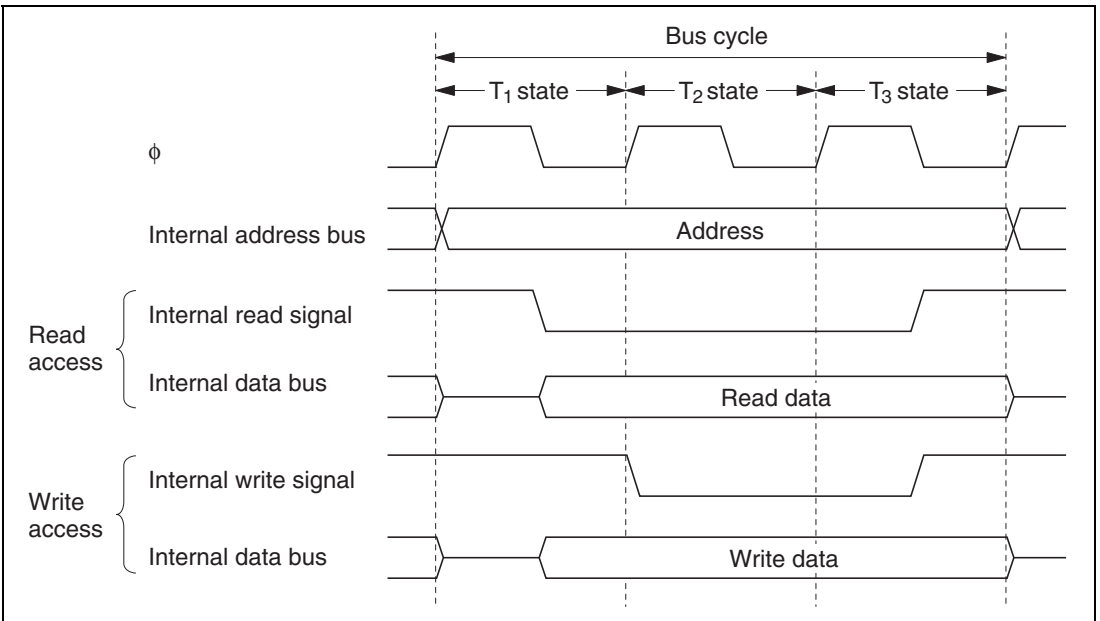 Bus cycle
T₁ state T₂ state T₃ state
ϕ
Internal address bus Address
Read access
Internal read signal
Internal data bus Read data
Write access
Internal write signal
Internal data bus Write data